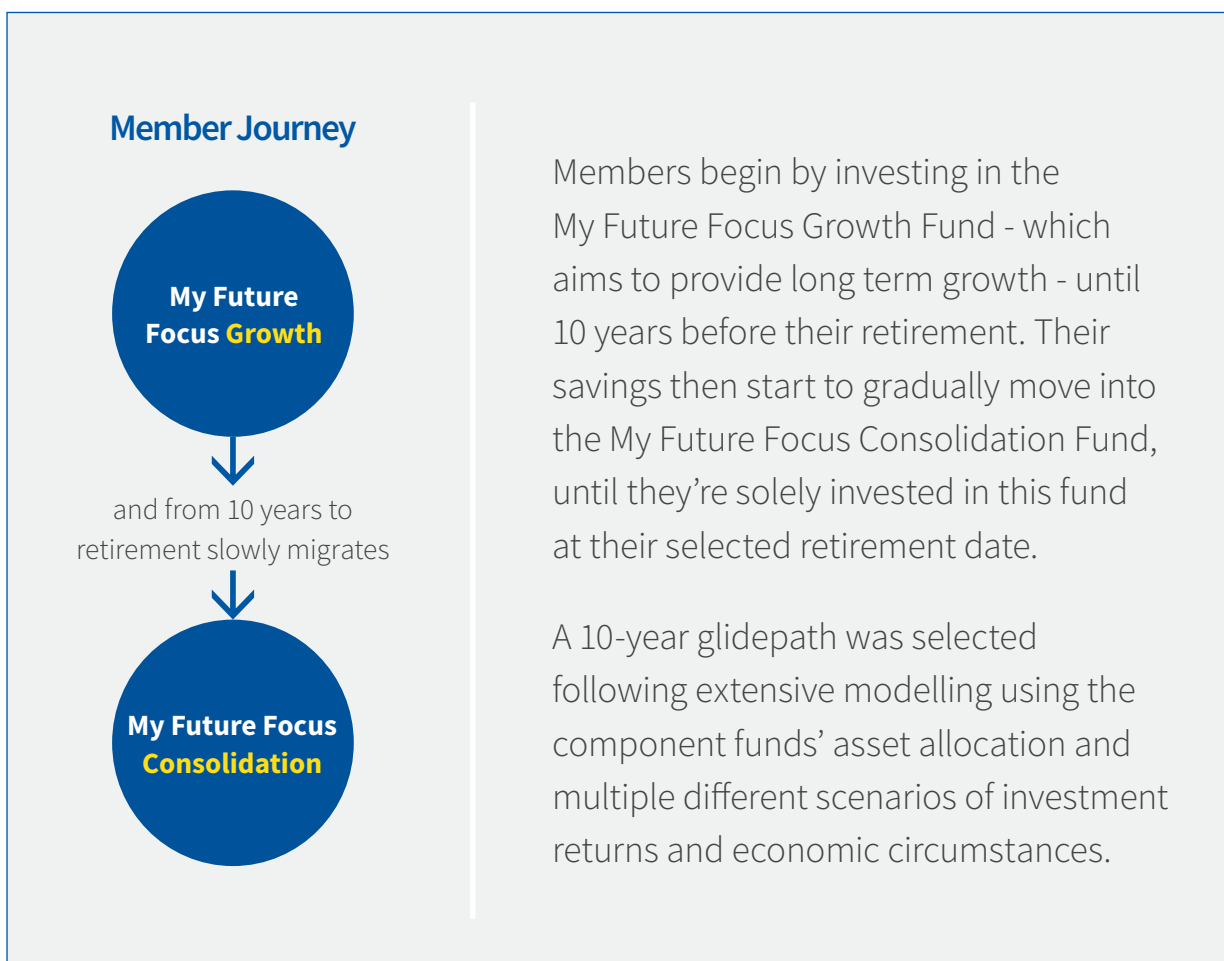 Member Journey
My Future
Focus Growth
and from 10 years to
retirement slowly migrates
My Future Focus
Consolidation
Members begin by investing in the
My Future Focus Growth Fund - which
aims to provide long term growth - until
10 years before their retirement. Their
savings then start to gradually move into
the My Future Focus Consolidation Fund,
until they’re solely invested in this fund
at their selected retirement date.
A 10-year glidepath was selected
following extensive modelling using the
component funds’ asset allocation and
multiple different scenarios of investment
returns and economic circumstances.